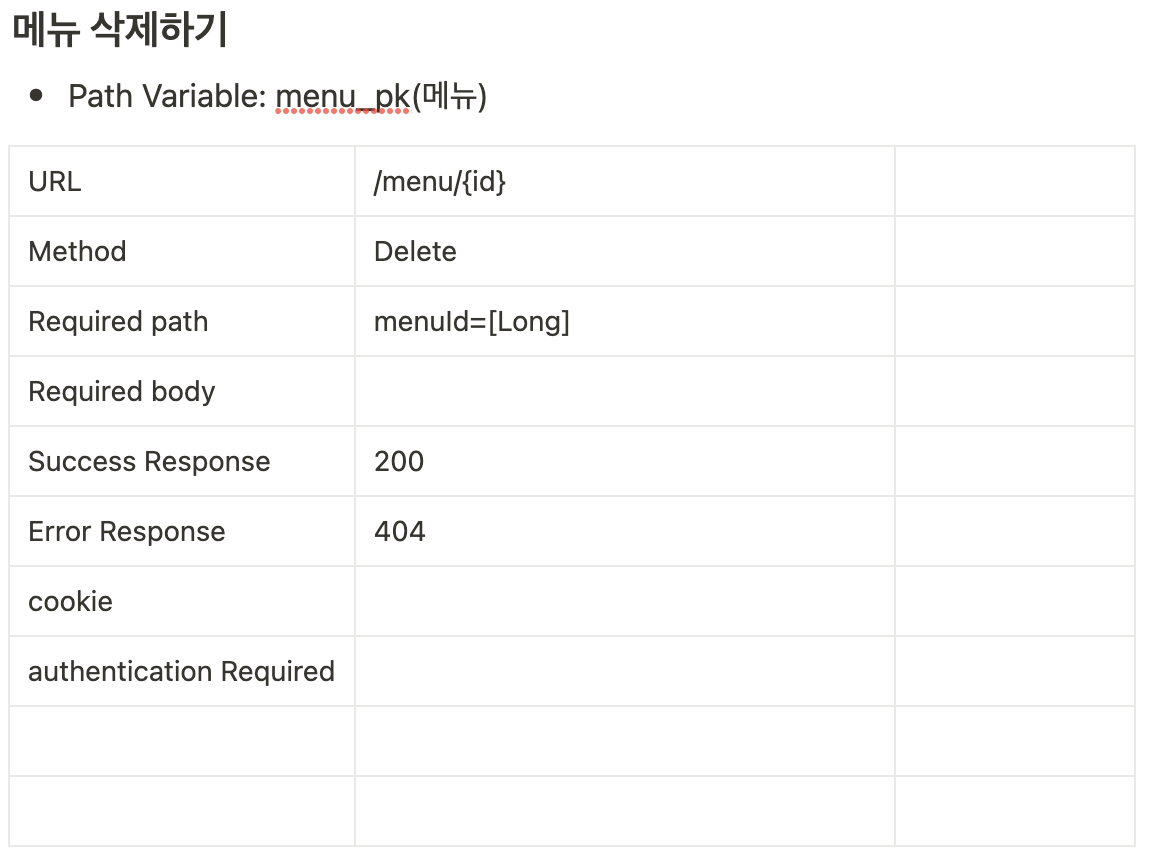 메뉴 삭제하기
• Path Variable: menu_pk(메뉴)
URL /menu/{id}
Method Delete
Required path menuId=[Long]
Required body
Success Response 200
Error Response 404
cookie
authentication Required